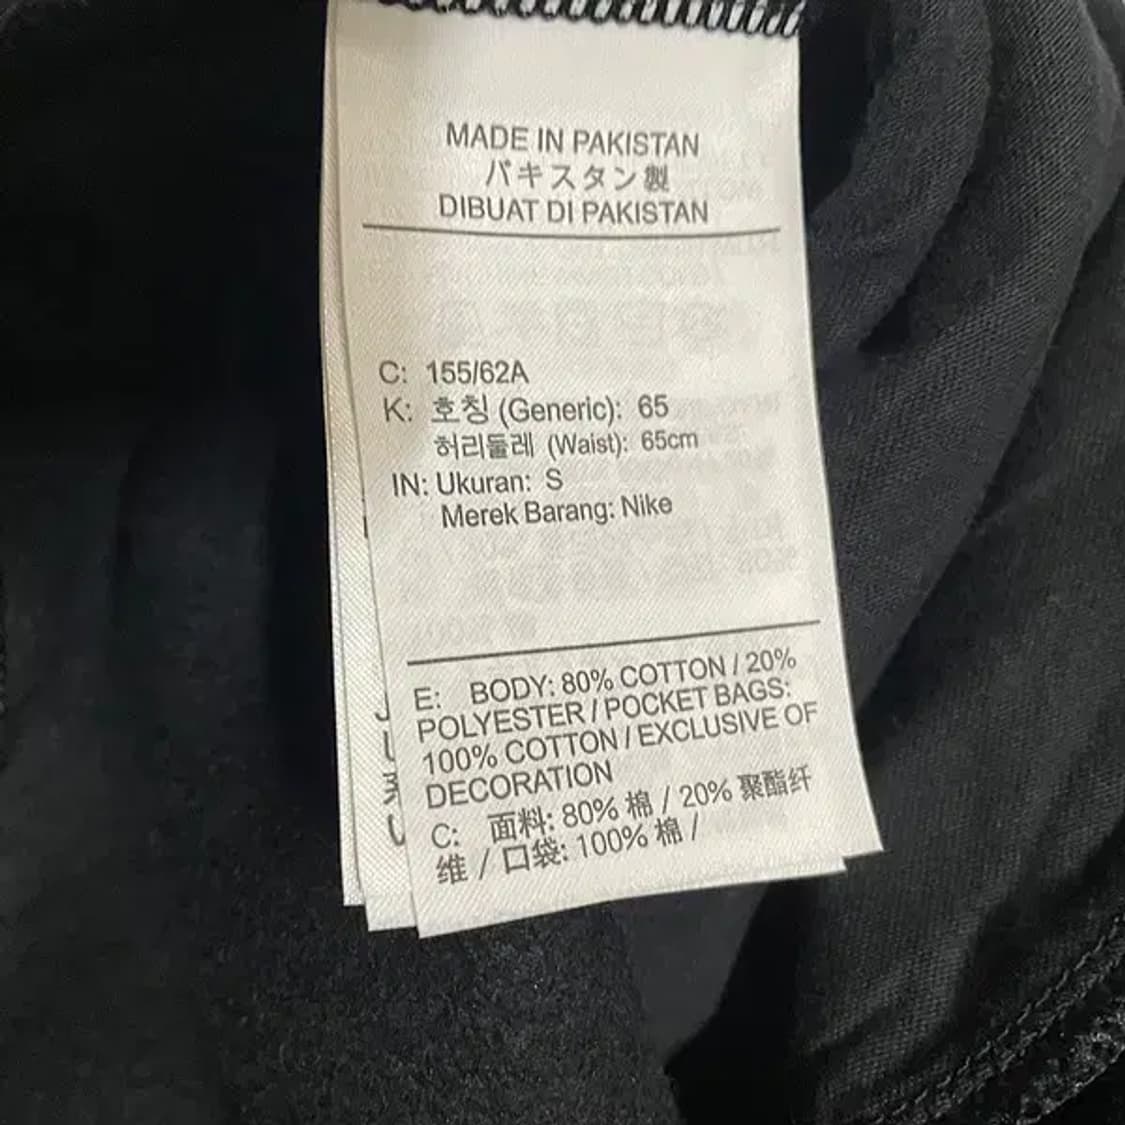 MADE IN PAKISTAN
パキスタン製
DIBUAT DI PAKISTAN
C: 155/62A
K: 호칭 (Generic): 65
허리둘레 (Waist): 65cm
IN: Ukuran: S
Merek Barang: Nike
E: BODY: 80% COTTON / 20%
POLYESTER / POCKET BAGS:
100% COTTON / EXCLUSIVE OF
DECORATION
C: 面料: 80% 棉 / 20% 聚酯纤
维 / 口袋: 100% 棉 /